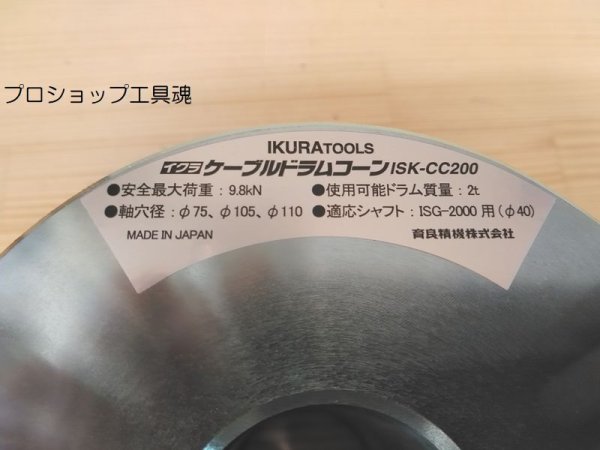 プロショップ工具魂
IKURATOOLS
イクラ ケーブルドラムコーン ISK-CC200
●安全最大荷重：9.8kN ●使用可能ドラム質量：2t
●軸穴径：φ75、φ105、φ110 ●適応シャフト：ISG-2000用（φ40）
MADE IN JAPAN 育良精機株式会社